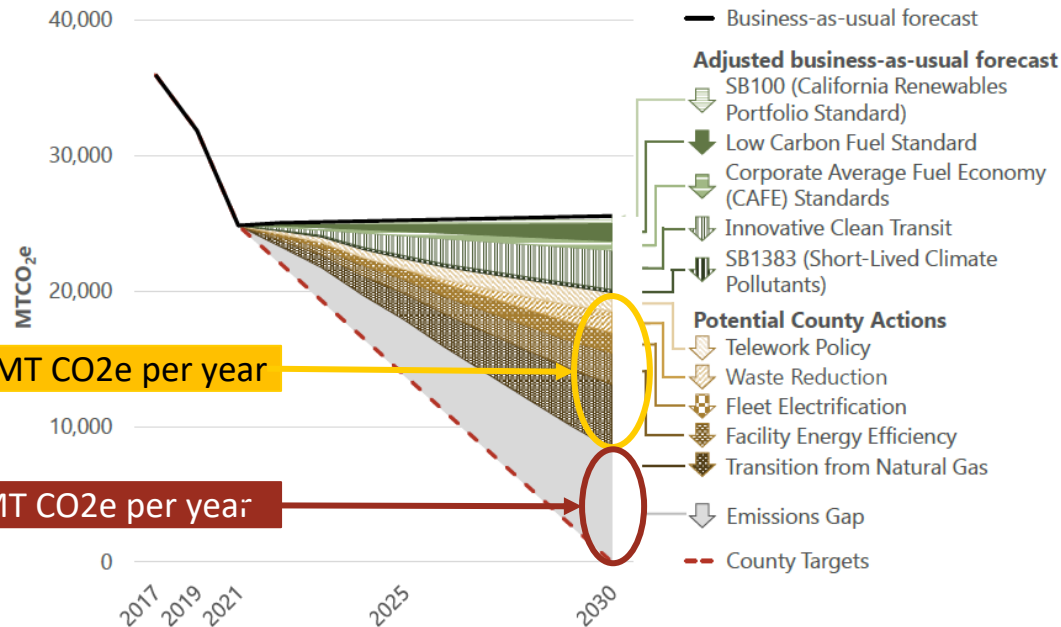 40,000
30,000
20,000
10,000
0
MTCO₂e
2017
2019
2021
2025
2030
MT CO2e per year
MT CO2e per year
Business-as-usual forecast
Adjusted business-as-usual forecast
SB100 (California Renewables
Portfolio Standard)
Low Carbon Fuel Standard
Corporate Average Fuel Economy
(CAFE) Standards
Innovative Clean Transit
SB1383 (Short-Lived Climate
Pollutants)
Potential County Actions
Telework Policy
Waste Reduction
Fleet Electrification
Facility Energy Efficiency
Transition from Natural Gas
Emissions Gap
County Targets